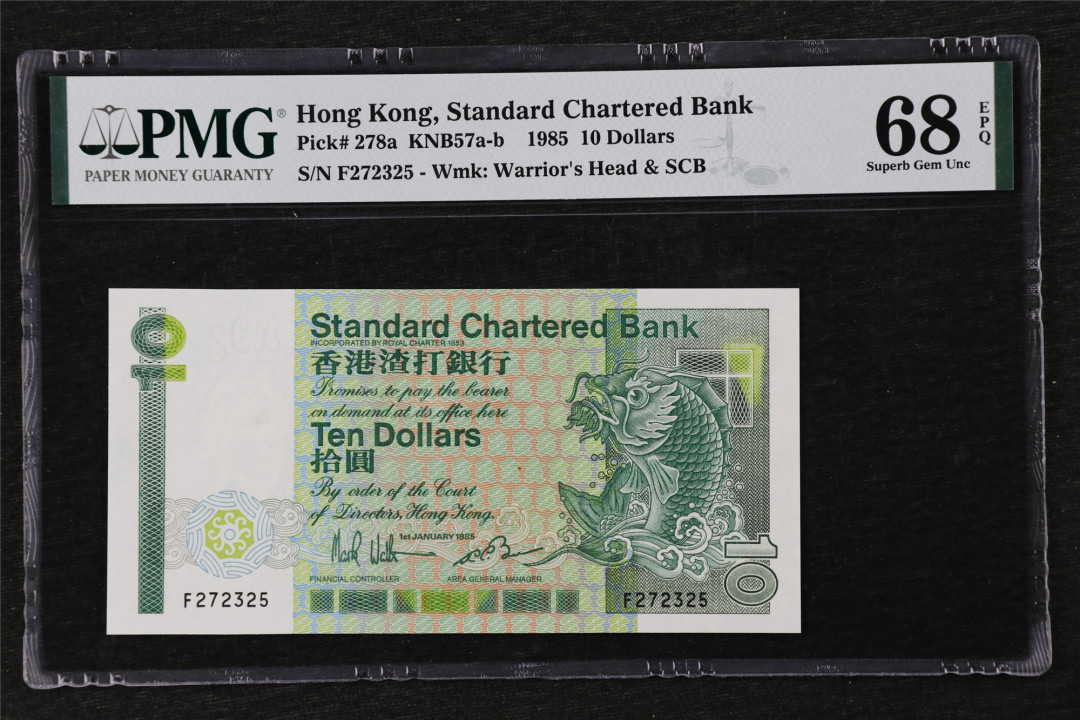 PMG®
PAPER MONEY GUARANTY
Hong Kong, Standard Chartered Bank
Pick# 278a KNB57a-b 1985 10 Dollars
S/N F272325 - Wmk: Warrior's Head & SCB
68
EPQ
Superb Gem Unc
10
Standard Chartered Bank
INCORPORATED BY ROYAL CHARTER 1853
香港渣打銀行
Promises to pay the bearer
on demand at its office here
Ten Dollars
拾圓
By order of the Court
of Directors, Hong Kong.
1st JANUARY 1985
FINANCIAL CONTROLLER
AREA GENERAL MANAGER
F272325
F272325
10